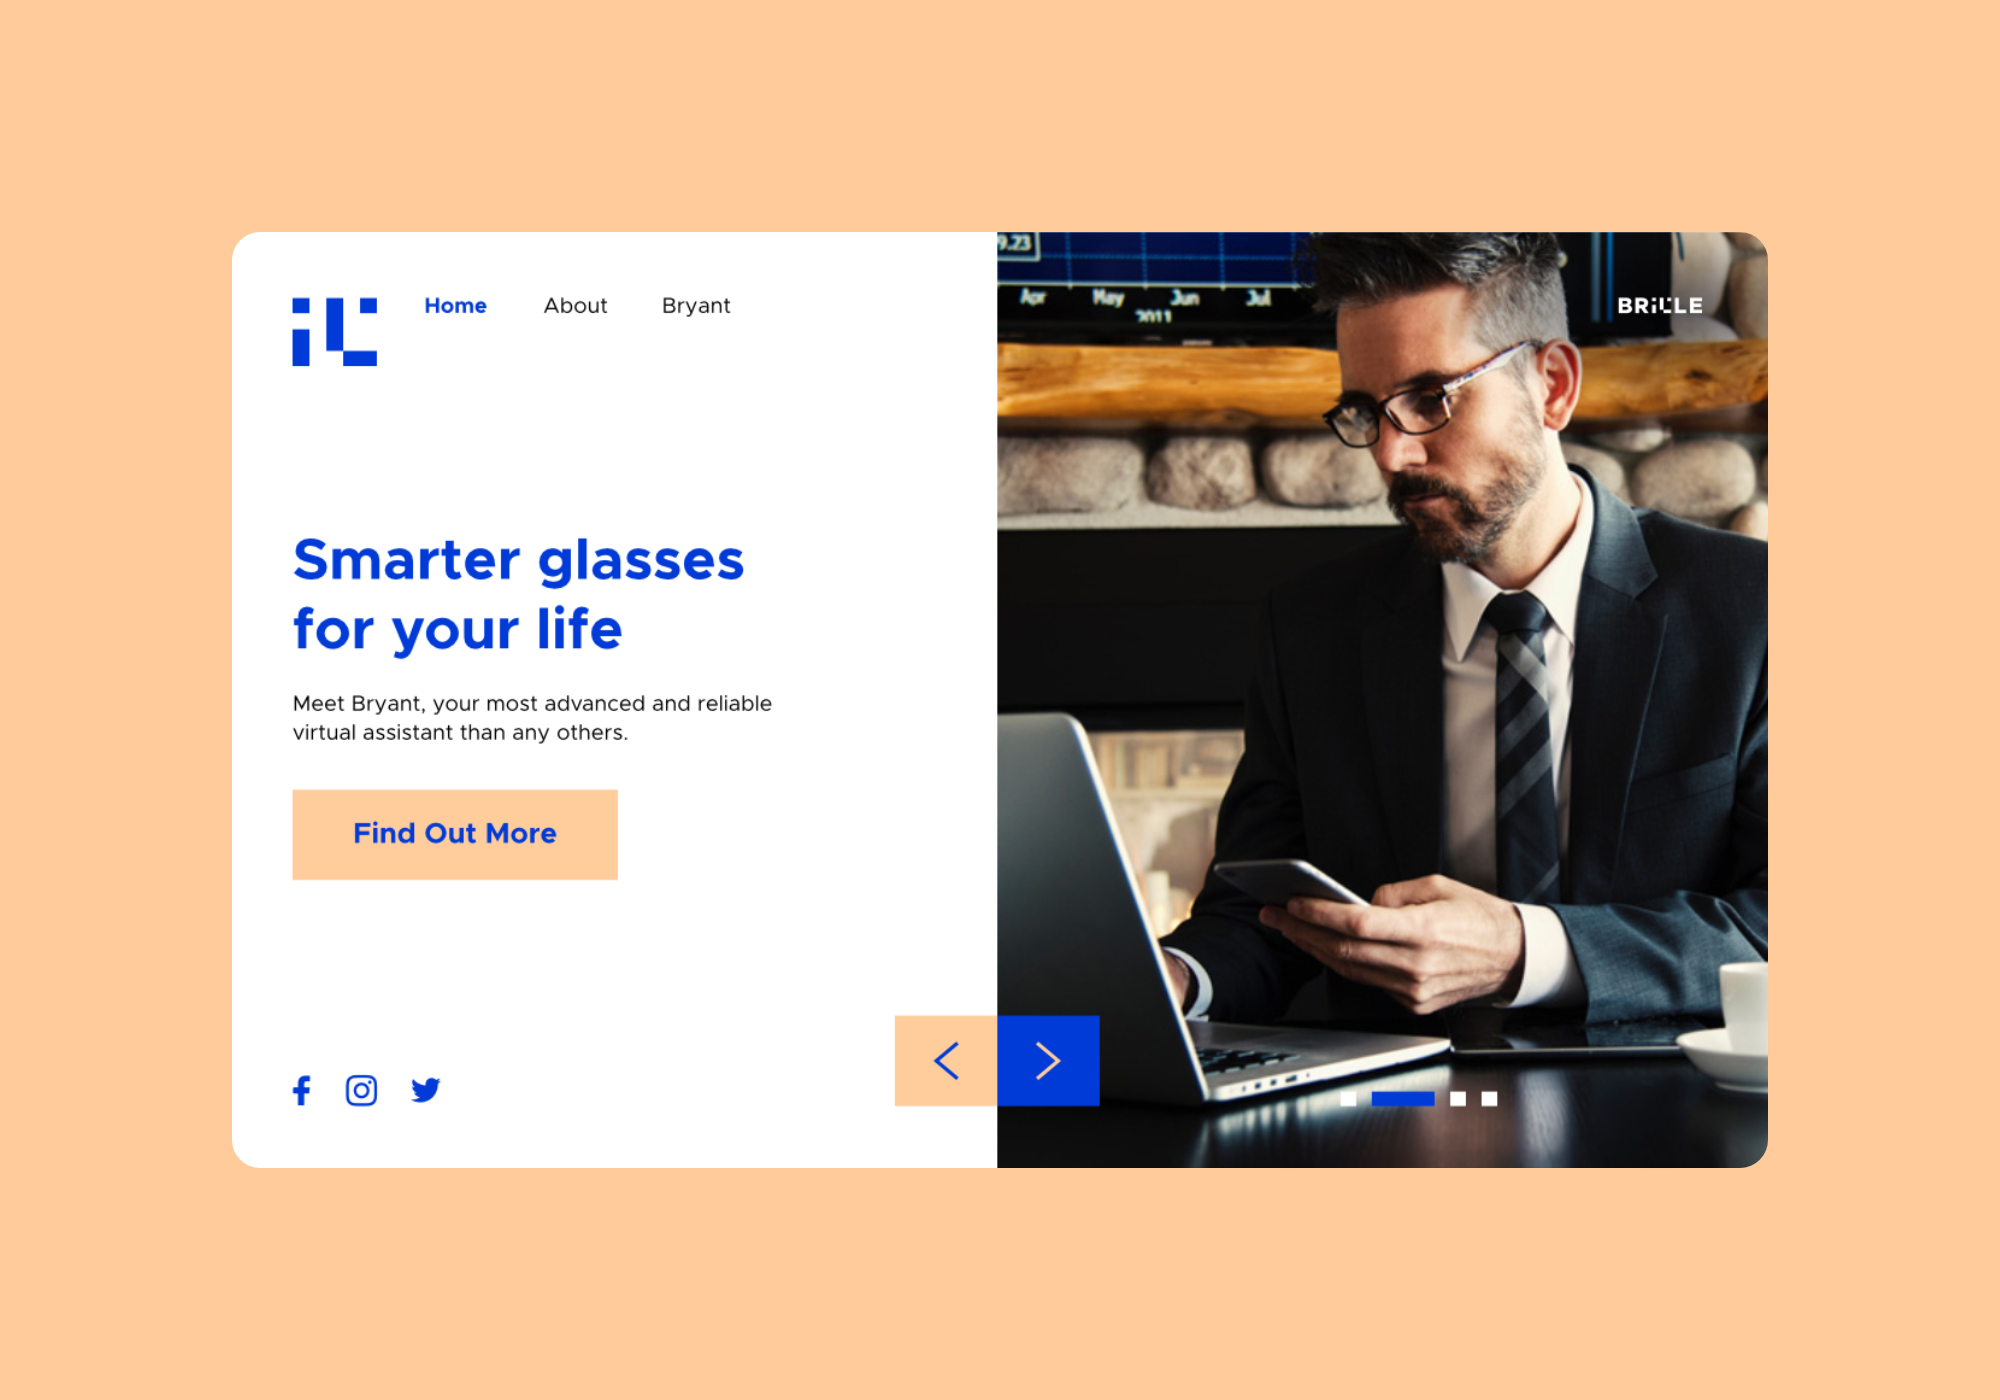 Home About Bryant
BRILLE
9.23
Apr May Jun Jul
2011
Smarter glasses
for your life
Meet Bryant, your most advanced and reliable
virtual assistant than any others.
Find Out More